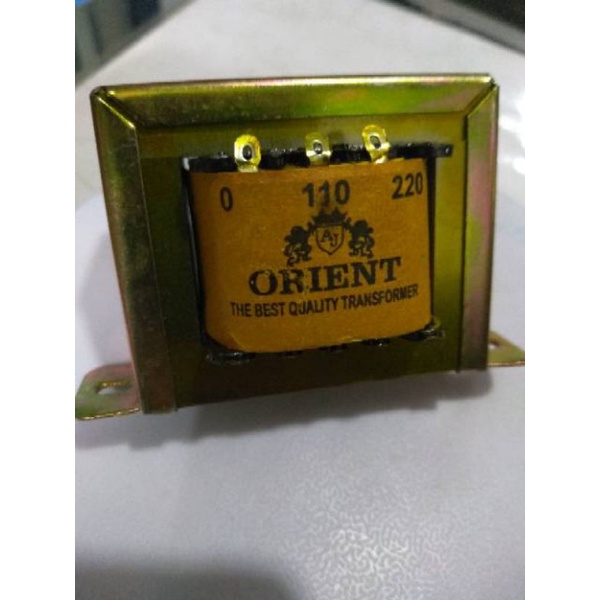 0 110 220
AJ
ORIENT
THE BEST QUALITY TRANSFORMER